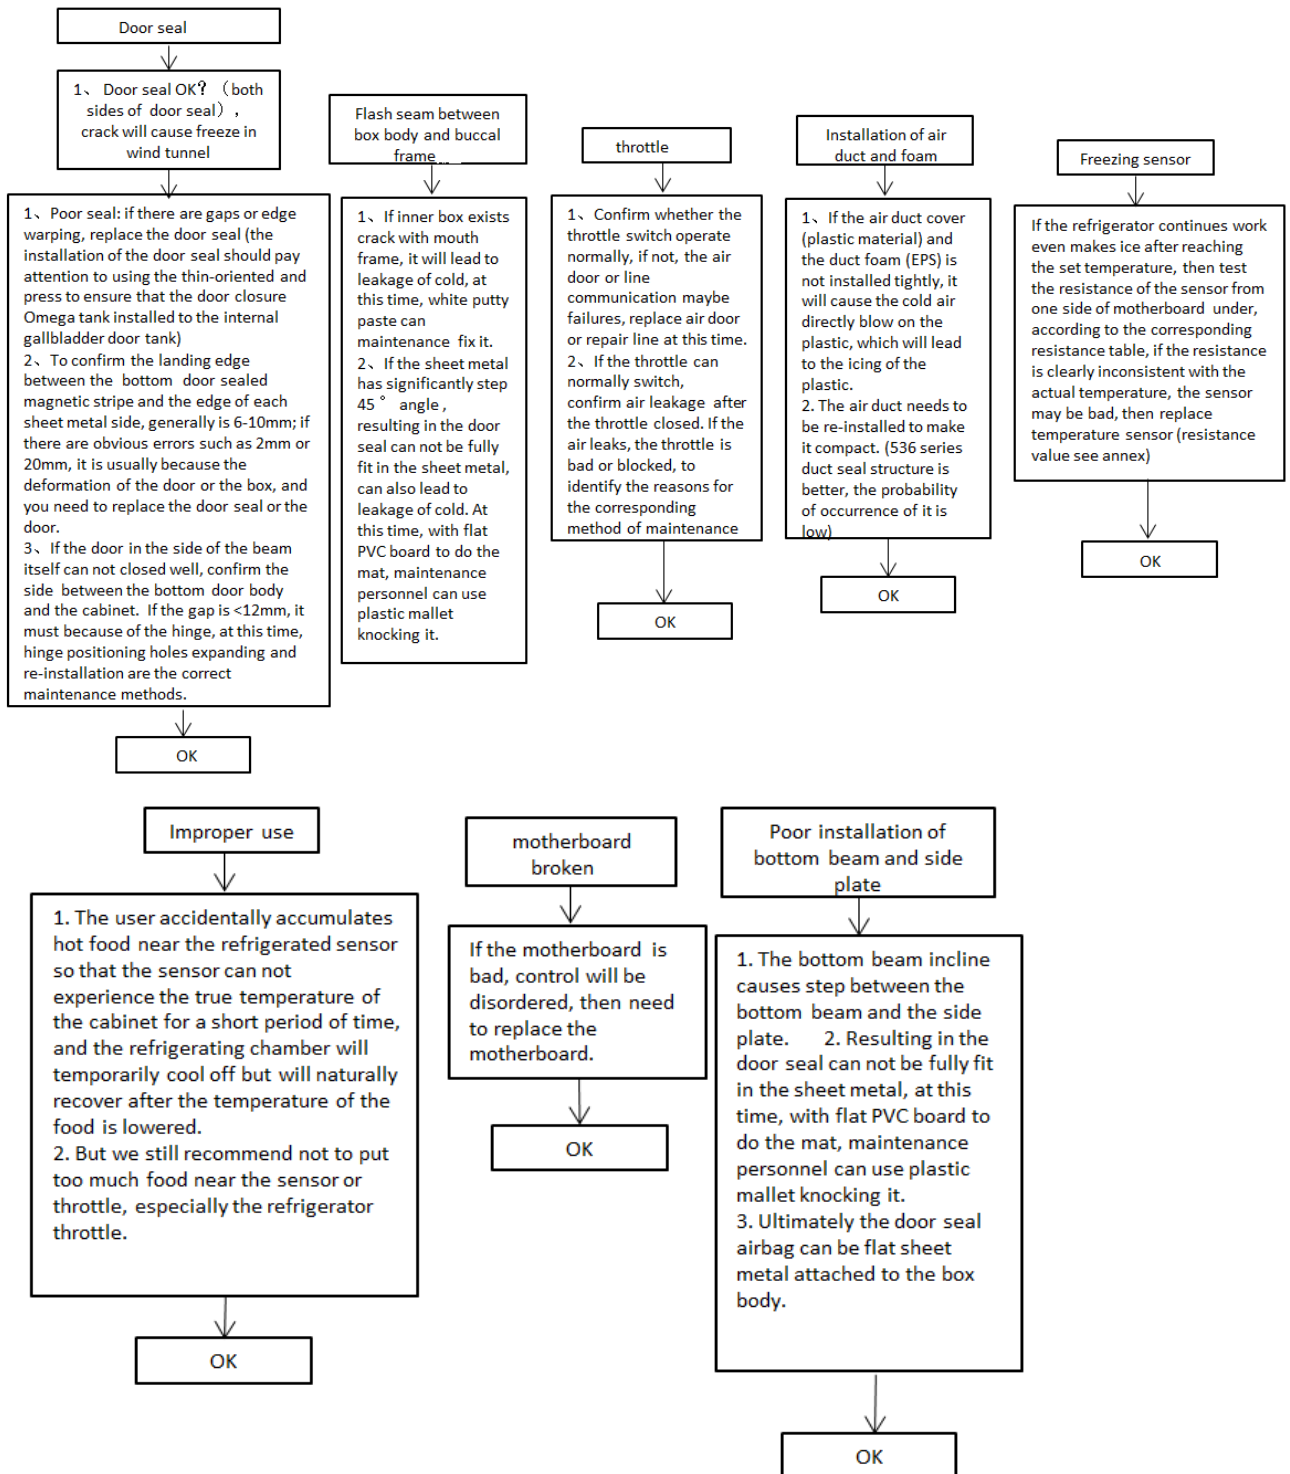 Door seal
1、Door seal OK？（both
sides of door seal），
crack will cause freeze in
wind tunnel
1、Poor seal: if there are gaps or edge
warping, replace the door seal (the
installation of the door seal should pay
attention to using the thin-oriented and
press to ensure that the door closure
Omega tank installed to the internal
gallbladder door tank)
2、To confirm the landing edge
between the bottom door sealed
magnetic stripe and the edge of each
sheet metal side, generally is 6-10mm; if
there are obvious errors such as 2mm or
20mm, it is usually because the
deformation of the door or the box, and
you need to replace the door seal or the
door.
3、If the door in the side of the beam
itself can not closed well, confirm the
side between the bottom door body
and the cabinet. If the gap is <12mm, it
must because of the hinge, at this time,
hinge positioning holes expanding and
re-installation are the correct
maintenance methods.
OK
Flash seam between
box body and buccal
frame
1、If inner box exists
crack with mouth
frame, it will lead to
leakage of cold, at
this time, white putty
paste can
maintenance fix it.
2、If the sheet metal
has significantly step
45° angle,
resulting in the door
seal can not be fully
fit in the sheet metal,
can also lead to
leakage of cold. At
this time, with flat
PVC board to do the
mat, maintenance
personnel can use
plastic mallet
knocking it.
throttle
1、Confirm whether the
throttle switch operate
normally, if not, the air
door or line
communication maybe
failures, replace air door
or repair line at this time.
2、If the throttle can
normally switch,
confirm air leakage after
the throttle closed. If the
air leaks, the throttle is
bad or blocked, to
identify the reasons for
the corresponding
method of maintenance
OK
Installation of air
duct and foam
1、If the air duct cover
(plastic material) and
the duct foam (EPS) is
not installed tightly, it
will cause the cold air
directly blow on the
plastic, which will lead
to the icing of the
plastic.
2. The air duct needs to
be re-installed to make
it compact. (536 series
duct seal structure is
better, the probability
of occurrence of it is
low)
OK
Freezing sensor
If the refrigerator continues work
even makes ice after reaching
the set temperature, then test
the resistance of the sensor from
one side of motherboard under,
according to the corresponding
resistance table, if the resistance
is clearly inconsistent with the
actual temperature, the sensor
may be bad, then replace
temperature sensor (resistance
value see annex)
OK
Improper use
1. The user accidentally accumulates
hot food near the refrigerated sensor
so that the sensor can not
experience the true temperature of
the cabinet for a short period of time,
and the refrigerating chamber will
temporarily cool off but will naturally
recover after the temperature of the
food is lowered.
2. But we still recommend not to put
too much food near the sensor or
throttle, especially the refrigerator
throttle.
OK
motherboard
broken
If the motherboard is
bad, control will be
disordered, then need
to replace the
motherboard.
OK
Poor installation of
bottom beam and side
plate
1. The bottom beam incline
causes step between the
bottom beam and the side
plate. 2. Resulting in the
door seal can not be fully fit
in the sheet metal, at this
time, with flat PVC board to
do the mat, maintenance
personnel can use plastic
mallet knocking it.
3. Ultimately the door seal
airbag can be flat sheet
metal attached to the box
body.
OK